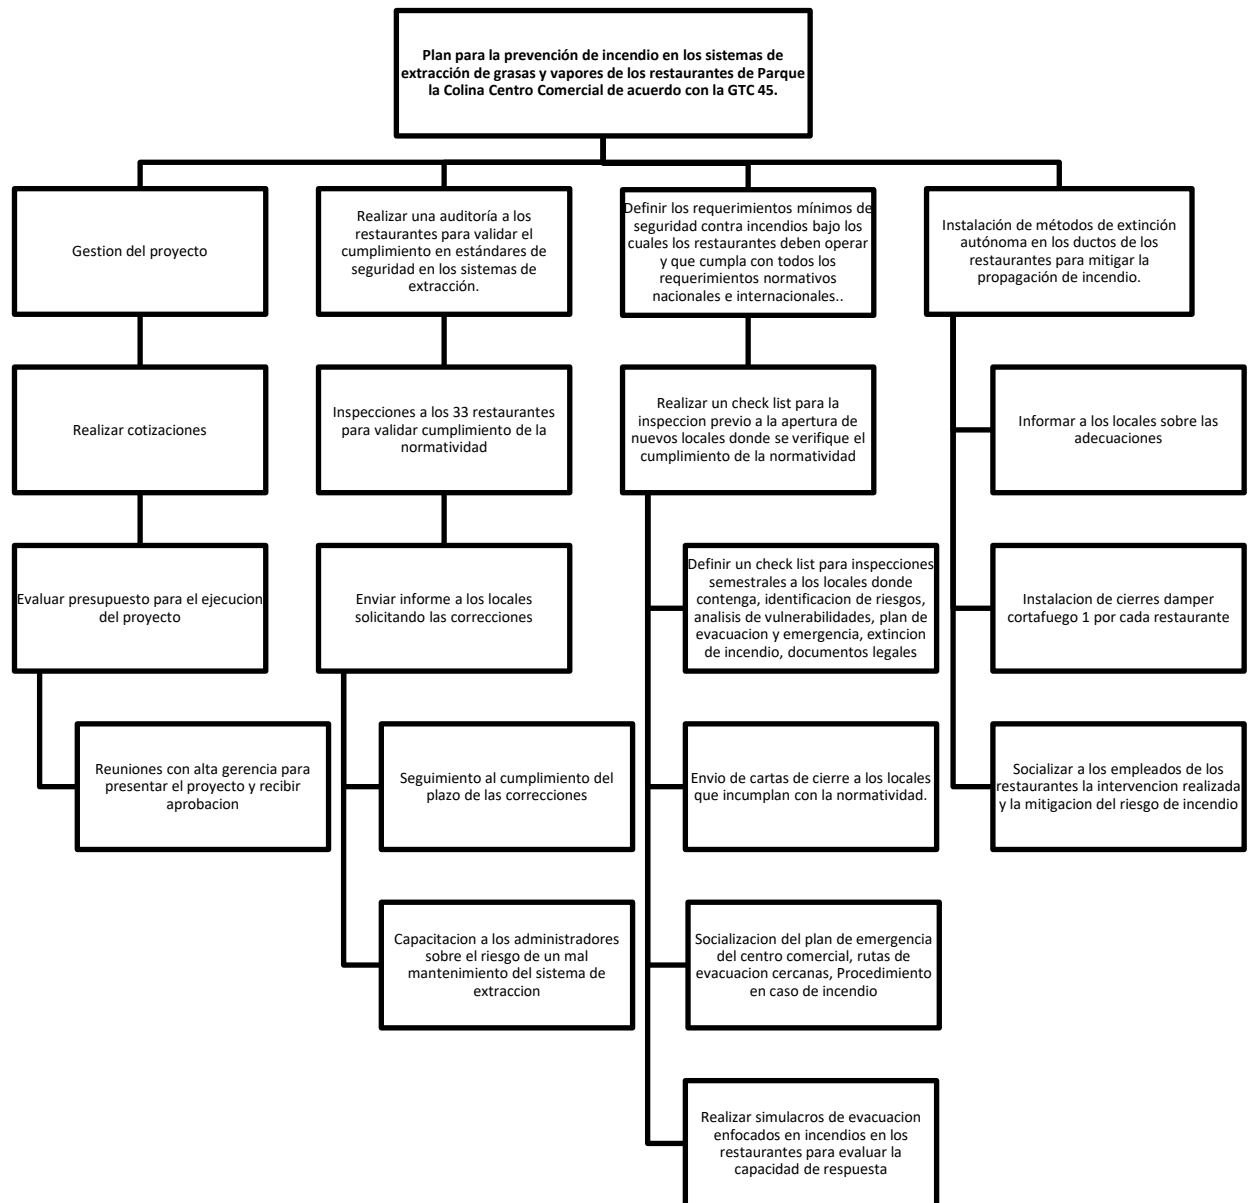 Plan para la prevención de incendio en los sistemas de
extracción de grasas y vapores de los restaurantes de Parque
la Colina Centro Comercial de acuerdo con la GTC 45.
Gestion del proyecto
Realizar una auditoría a los
restaurantes para validar el
cumplimiento en estándares de
seguridad en los sistemas de
extracción.
Definir los requerimientos mínimos de
seguridad contra incendios bajo los
cuales los restaurantes deben operar
y que cumpla con todos los
requerimientos normativos
nacionales e internacionales..
Instalación de métodos de extinción
autónoma en los ductos de los
restaurantes para mitigar la
propagación de incendio.
Realizar cotizaciones
Inspecciones a los 33 restaurantes
para validar cumplimiento de la
normatividad
Realizar un check list para la
inspeccion previo a la apertura de
nuevos locales donde se verifique el
cumplimiento de la normatividad
Informar a los locales sobre las
adecuaciones
Evaluar presupuesto para el ejecucion
del proyecto
Enviar informe a los locales
solicitando las correcciones
Definir un check list para inspecciones
semestrales a los locales donde
contenga, identificacion de riesgos,
analisis de vulnerabilidades, plan de
evacuacion y emergencia, extincion
de incendio, documentos legales
Instalacion de cierres damper
cortafuego 1 por cada restaurante
Reuniones con alta gerencia para
presentar el proyecto y recibir
aprobacion
Seguimiento al cumplimiento del
plazo de las correcciones
Envio de cartas de cierre a los locales
que incumplan con la normatividad.
Socializar a los empleados de los
restaurantes la intervencion realizada
y la mitigacion del riesgo de incendio
Capacitacion a los administradores
sobre el riesgo de un mal
mantenimiento del sistema de
extraccion
Socializacion del plan de emergencia
del centro comercial, rutas de
evacuacion cercanas, Procedimiento
en caso de incendio
Realizar simulacros de evacuacion
enfocados en incendios en los
restaurantes para evaluar la
capacidad de respuesta